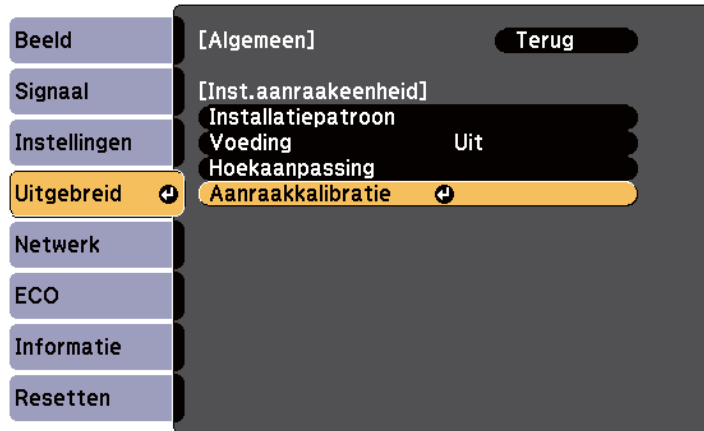 Beeld
Signaal
Instellingen
Uitgebreid
Netwerk
ECO
Informatie
Resetten
[Algemeen] Terug
[Inst.aanraakeenheid]
Installatiepatroon
Voeding Uit
Hoekaanpassing
Aanraakkalibratie